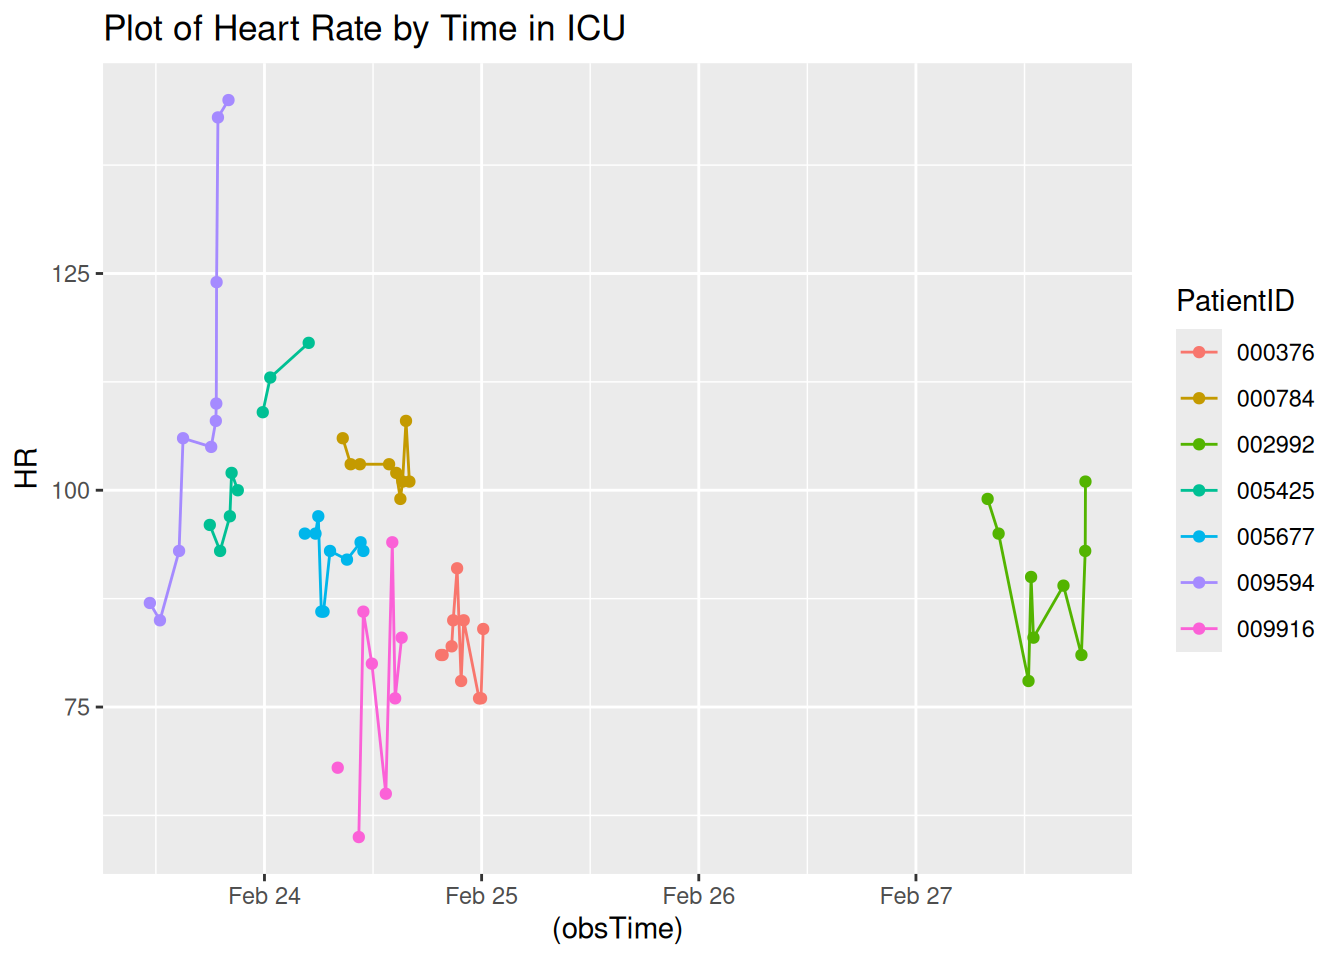 Plot of Heart Rate by Time in ICU
HR
125
100
75
Feb 24
Feb 25
Feb 26
Feb 27
(obsTime)
PatientID
000376
000784
002992
005425
005677
009594
009916